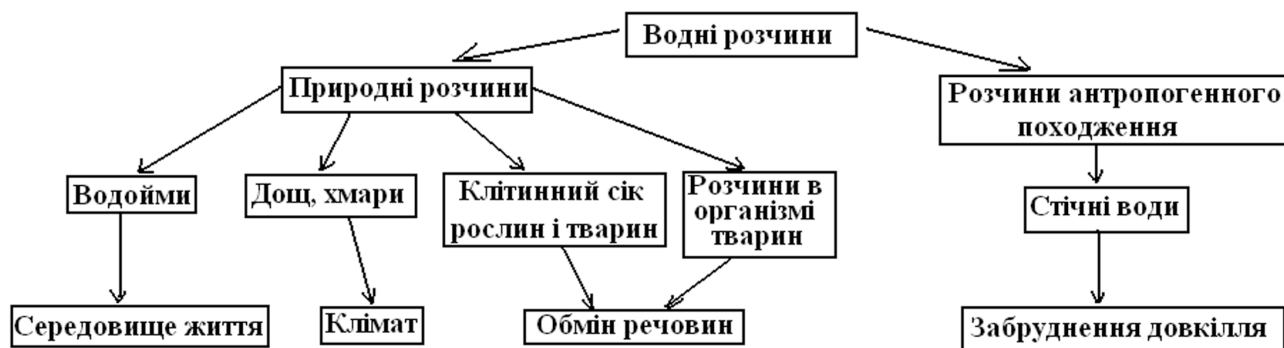 Водні розчини
Природні розчини
Розчини антропогенного
походження
Водойми
Дощ, хмари
Клітинний сік
рослин і тварин
Розчини в
організмі
тварин
Стічні води
Середовище життя
Клімат
Обмін речовин
Забруднення довкілля